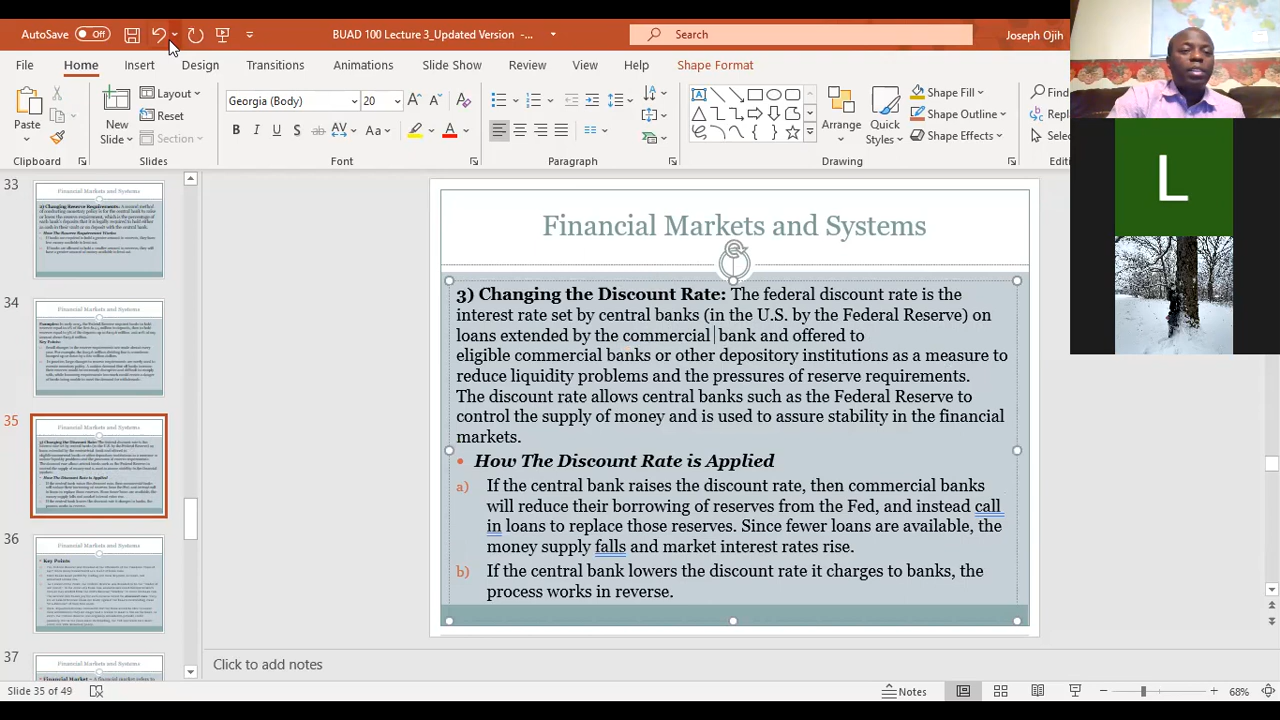 AutoSave Off BUAD 100 Lecture 3_Updated Version -... Search Joseph Ojih
File Home Insert Design Transitions Animations Slide Show Review View Help Shape Format
Georgia (Body) 20 Shape Fill
Paste New Slide Layout Reset Section Arrange Quick Styles Shape Outline Shape Effects
B I U S ab AV Aa A
Clipboard Slides Font Paragraph Drawing
L
33
34
35
36
37
Financial Markets and Systems
3) Changing the Discount Rate: The federal discount rate is the
interest rate set by central banks (in the U.S. by the Federal Reserve) on
loans extended by the commercial bank and offered to
eligible commercial banks or other depository institutions as a measure to
reduce liquidity problems and the pressures of reserve requirements.
The discount rate allows central banks such as the Federal Reserve to
ontrol the supply of money and is used to assure stability in the financial
markets.
• How The Discount Rate is Applied
a) If the central bank raises the discount rate, then commercial banks
will reduce their borrowing of reserves from the Fed, and instead call
in loans to replace those reserves. Since fewer loans are available, the
money supply falls and market interest rates rise.
b) If the central bank lowers the discount rate it charges to banks, the
process works in reverse.
Click to add notes
Slide 35 of 49 Notes 68%